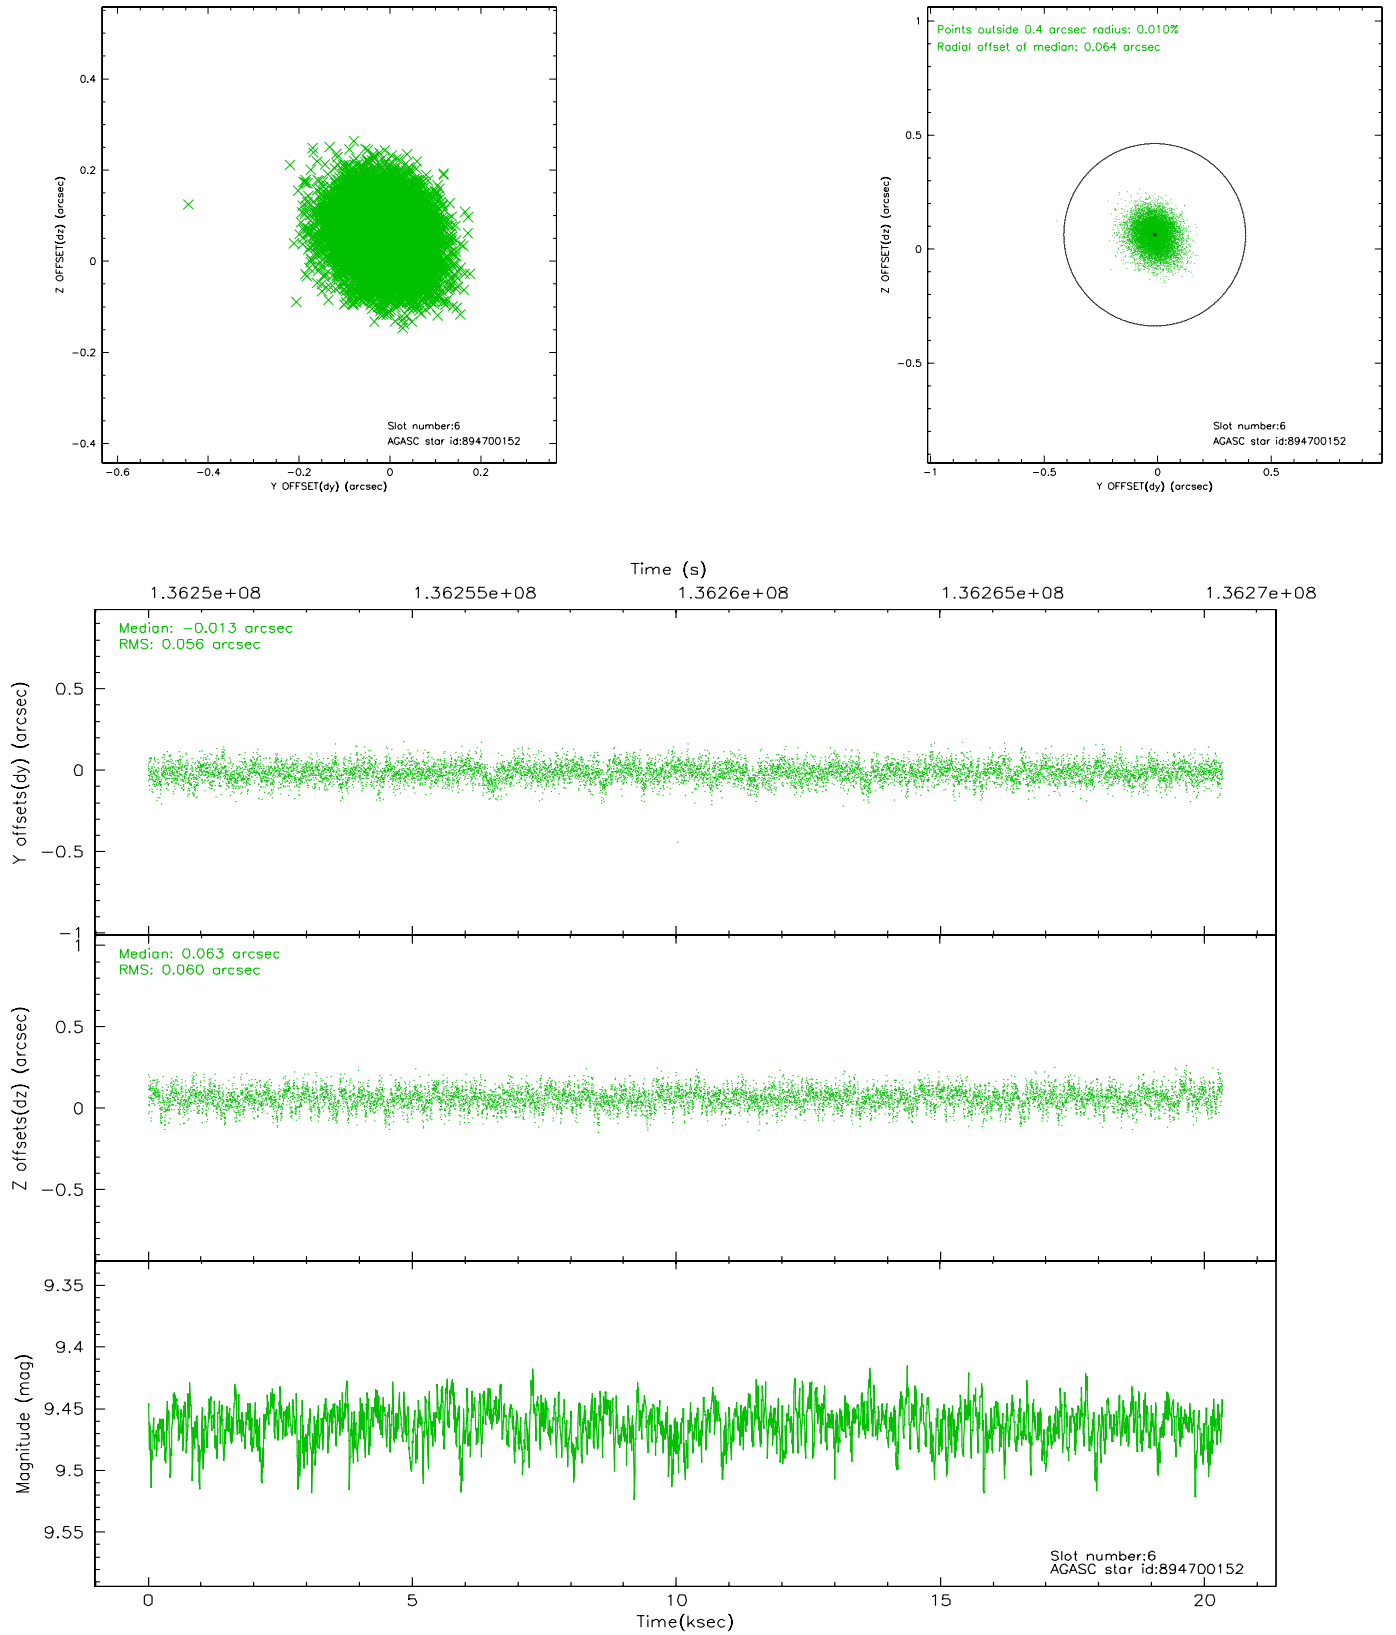 0.4
0.2
0
−0.2
−0.4
Z OFFSET(dz) (arcsec)
Slot number:6
AGASC star id:894700152
−0.6
−0.4
−0.2
0
0.2
Y OFFSET(dy) (arcsec)
Points outside 0.4 arcsec radius: 0.010%
Radial offset of median: 0.064 arcsec
1
0.5
0
−0.5
Z OFFSET(dz) (arcsec)
Slot number:6
AGASC star id:894700152
−1
−0.5
0
0.5
Y OFFSET(dy) (arcsec)
Time (s)
1.3625e+08
1.36255e+08
1.3626e+08
1.36265e+08
1.3627e+08
Median: −0.013 arcsec
RMS: 0.056 arcsec
0.5
0
−0.5
−1
Y offsets(dy) (arcsec)
Median: 0.063 arcsec
RMS: 0.060 arcsec
1
0.5
0
−0.5
Z offsets(dz) (arcsec)
9.35
9.4
9.45
9.5
9.55
Magnitude (mag)
Slot number:6
AGASC star id:894700152
0
5
10
15
20
Time(ksec)